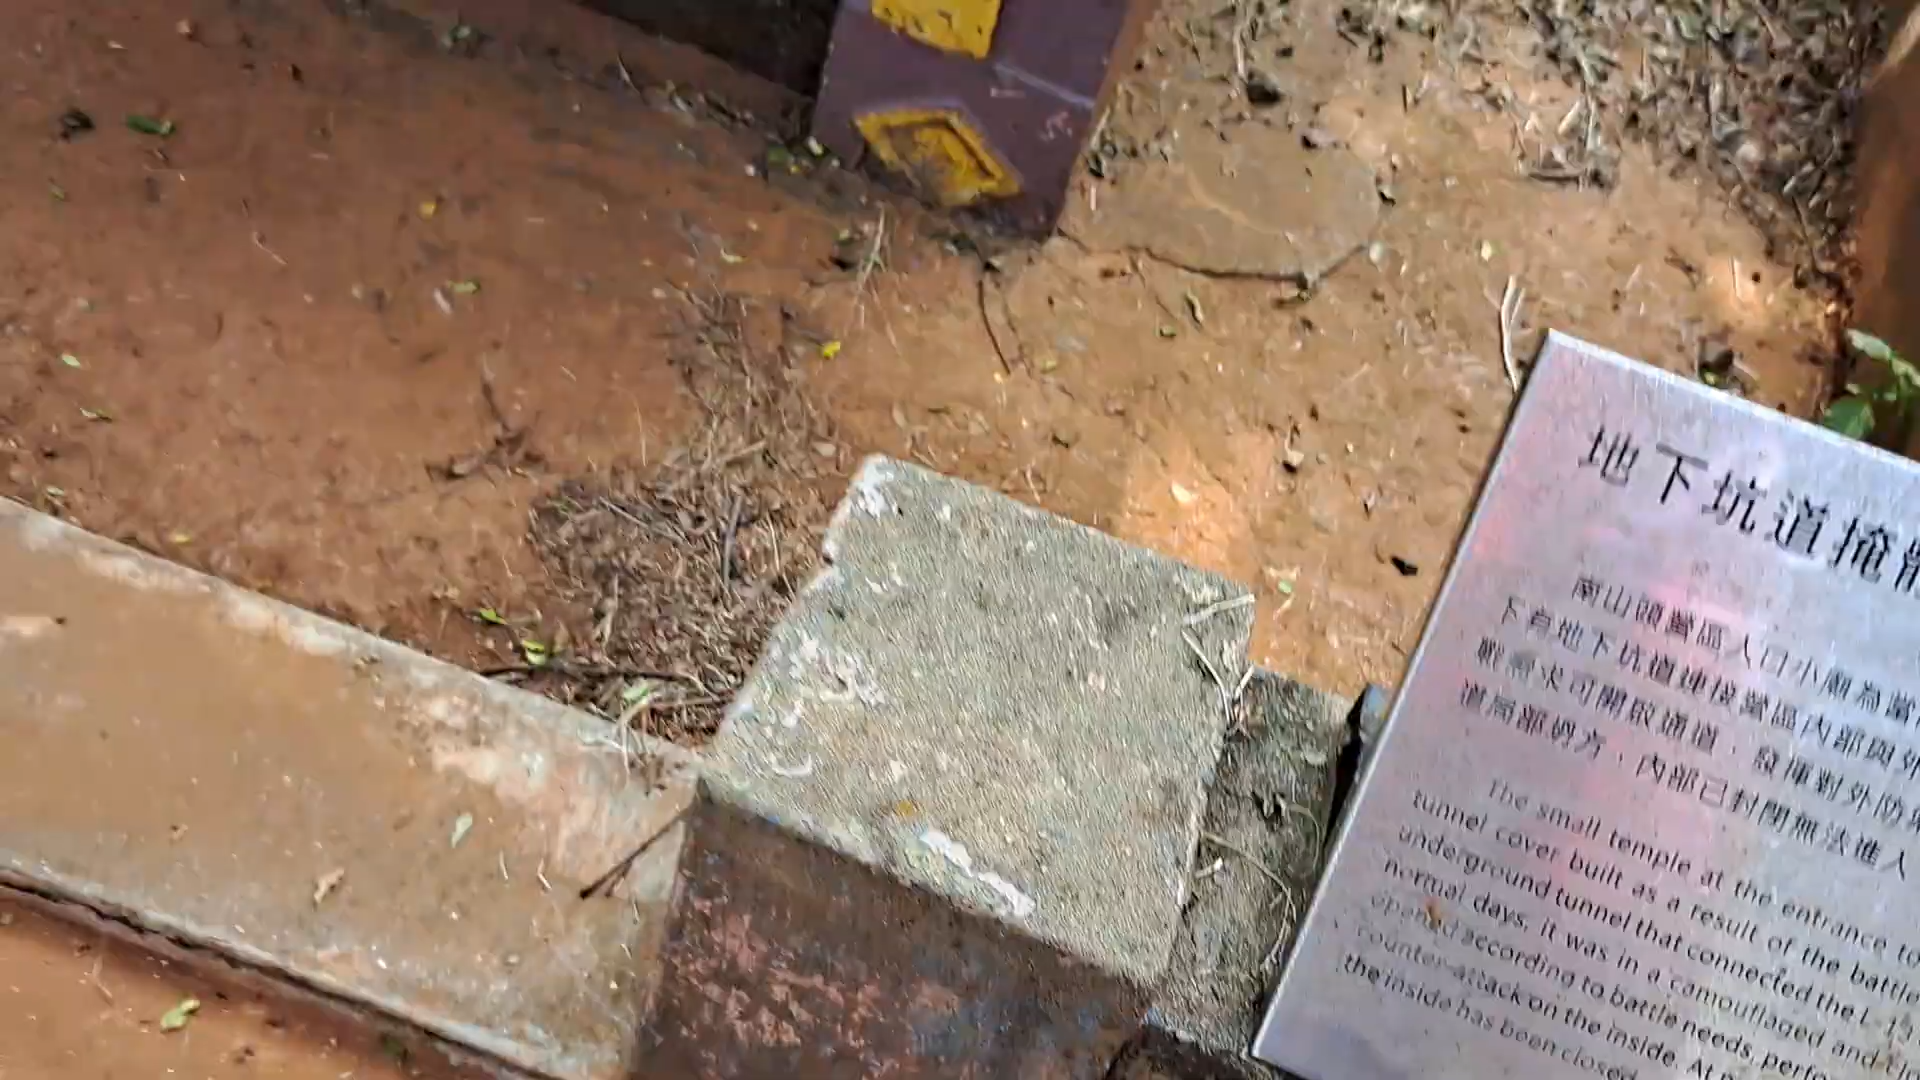 地下坑道掩
南山頭營區入口小廟為當
下有地下坑道連接營區內部與外
戰需求可開啟通道，發揮對外防
道局部坍方，內部已封閉無法進入
The small temple at the entrance to
tunnel cover built as a result of the battle
underground tunnel that connected the L-15
normal days, it was in a camouflaged and
opened according to battle needs,
counter-attack on the inside. At
the inside has been closed